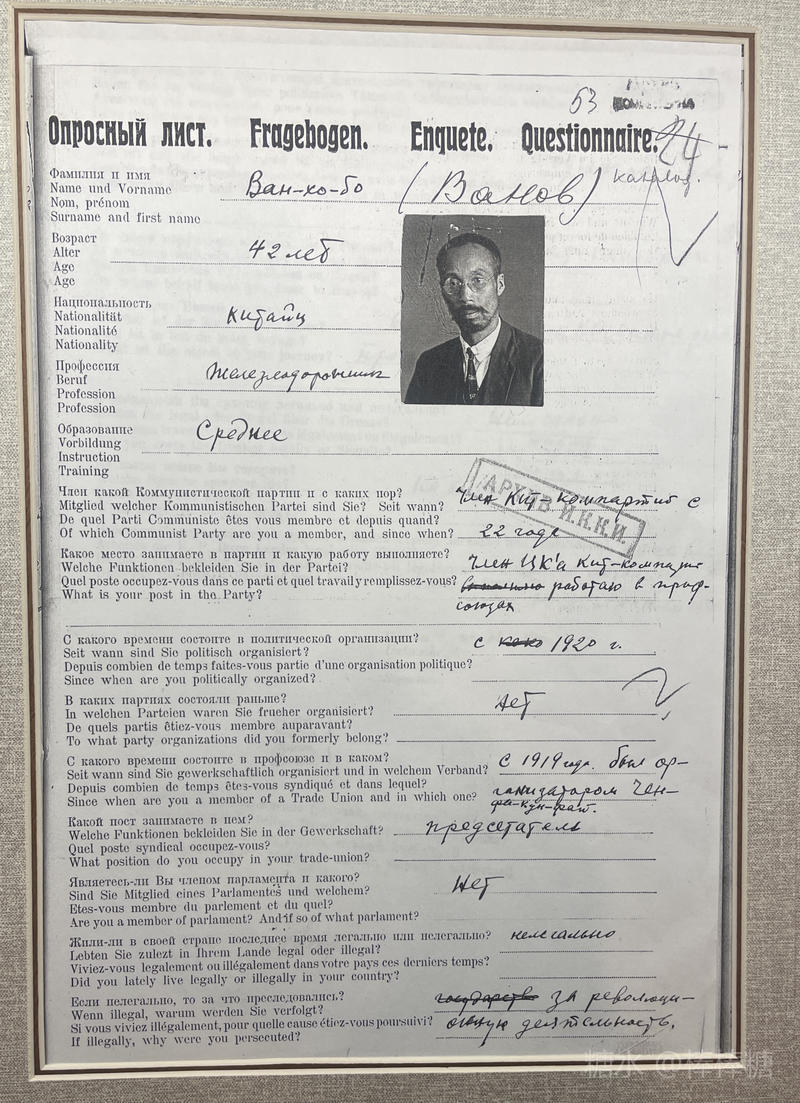 53
24
Опросный лист. Fragebogen. Enquete. Questionnaire.
Фамилия и имя
Name und Vorname
Nom, prénom
Surname and first name
Ван-хо-бо (Ванов)
Возраст
Alter
Age
Age
42 лет
Национальность
Nationalität
Nationalité
Nationality
китаец
Профессия
Beruf
Profession
Profession
Железнодорожник
Образование
Vorbildung
Instruction
Training
Среднее
АРХИВ И.К.К.И.
Член какой Коммунистической партии и с каких пор?
Mitglied welcher Kommunistischen Partei sind Sie? Seit wann?
De quel Parti Communiste êtes vous membre et depuis quand?
Of which Communist Party are you a member, and since when?
Член Кит-компартии с
22 года
Какое место занимаете в партии и какую работу выполняете?
Welche Funktionen bekleiden Sie in der Partei?
Quel poste occupez-vous dans ce parti et quel travail y remplissez-vous?
What is your post in the Party?
Член ЦК'а Кит-компарт
работаю в проф-
союзах
С какого времени состоите в политической организации?
Seit wann sind Sie politisch organisiert?
Depuis combien de temps faites-vous partie d'une organisation politique?
Since when are you politically organized?
с 1920 г.
В каких партиях состояли раньше?
In welchen Parteien waren Sie frueher organisiert?
De quels partis êtiez-vous membre auparavant?
To what party organizations did you formerly belong?
Нет
С какого времени состоите в профсоюзе и в каком?
Seit wann sind Sie gewerkschaftlich organisiert und in welchem Verband?
Depuis combien de temps êtes-vous syndiqué et dans lequel?
Since when are you a member of a Trade Union and in which one?
С 1919 года. был ор-
ганизатором Чен-
Какой пост занимаете в нем?
Welche Funktionen bekleiden Sie in der Gewerkschaft?
Quel poste syndical occupez-vous?
What position do you occupy in your trade-union?
предсетатель
Являетесь-ли Вы членом парламента и какого?
Sind Sie Mitglied eines Parlamentes und welchem?
Etes-vous membre du parlement et du quel?
Are you a member of parlament? And if so of what parlament?
Нет
Жили-ли в своей стране последнее время легально или нелегально?
Lebten Sie zulezt in Ihrem Lande legal oder illegal?
Viviez-vous legalement ou illégalement dans votre pays ces derniers temps?
Did you lately live legally or illegally in your country?
нелегально
Если нелегально, то за что преследовались?
Wenn illegal, warum werden Sie verfolgt?
Si vous viviez illégalement, pour quelle cause étiez-vous poursuivi?
If illegally, why were you persecuted?
за революци-
онную деятельность.